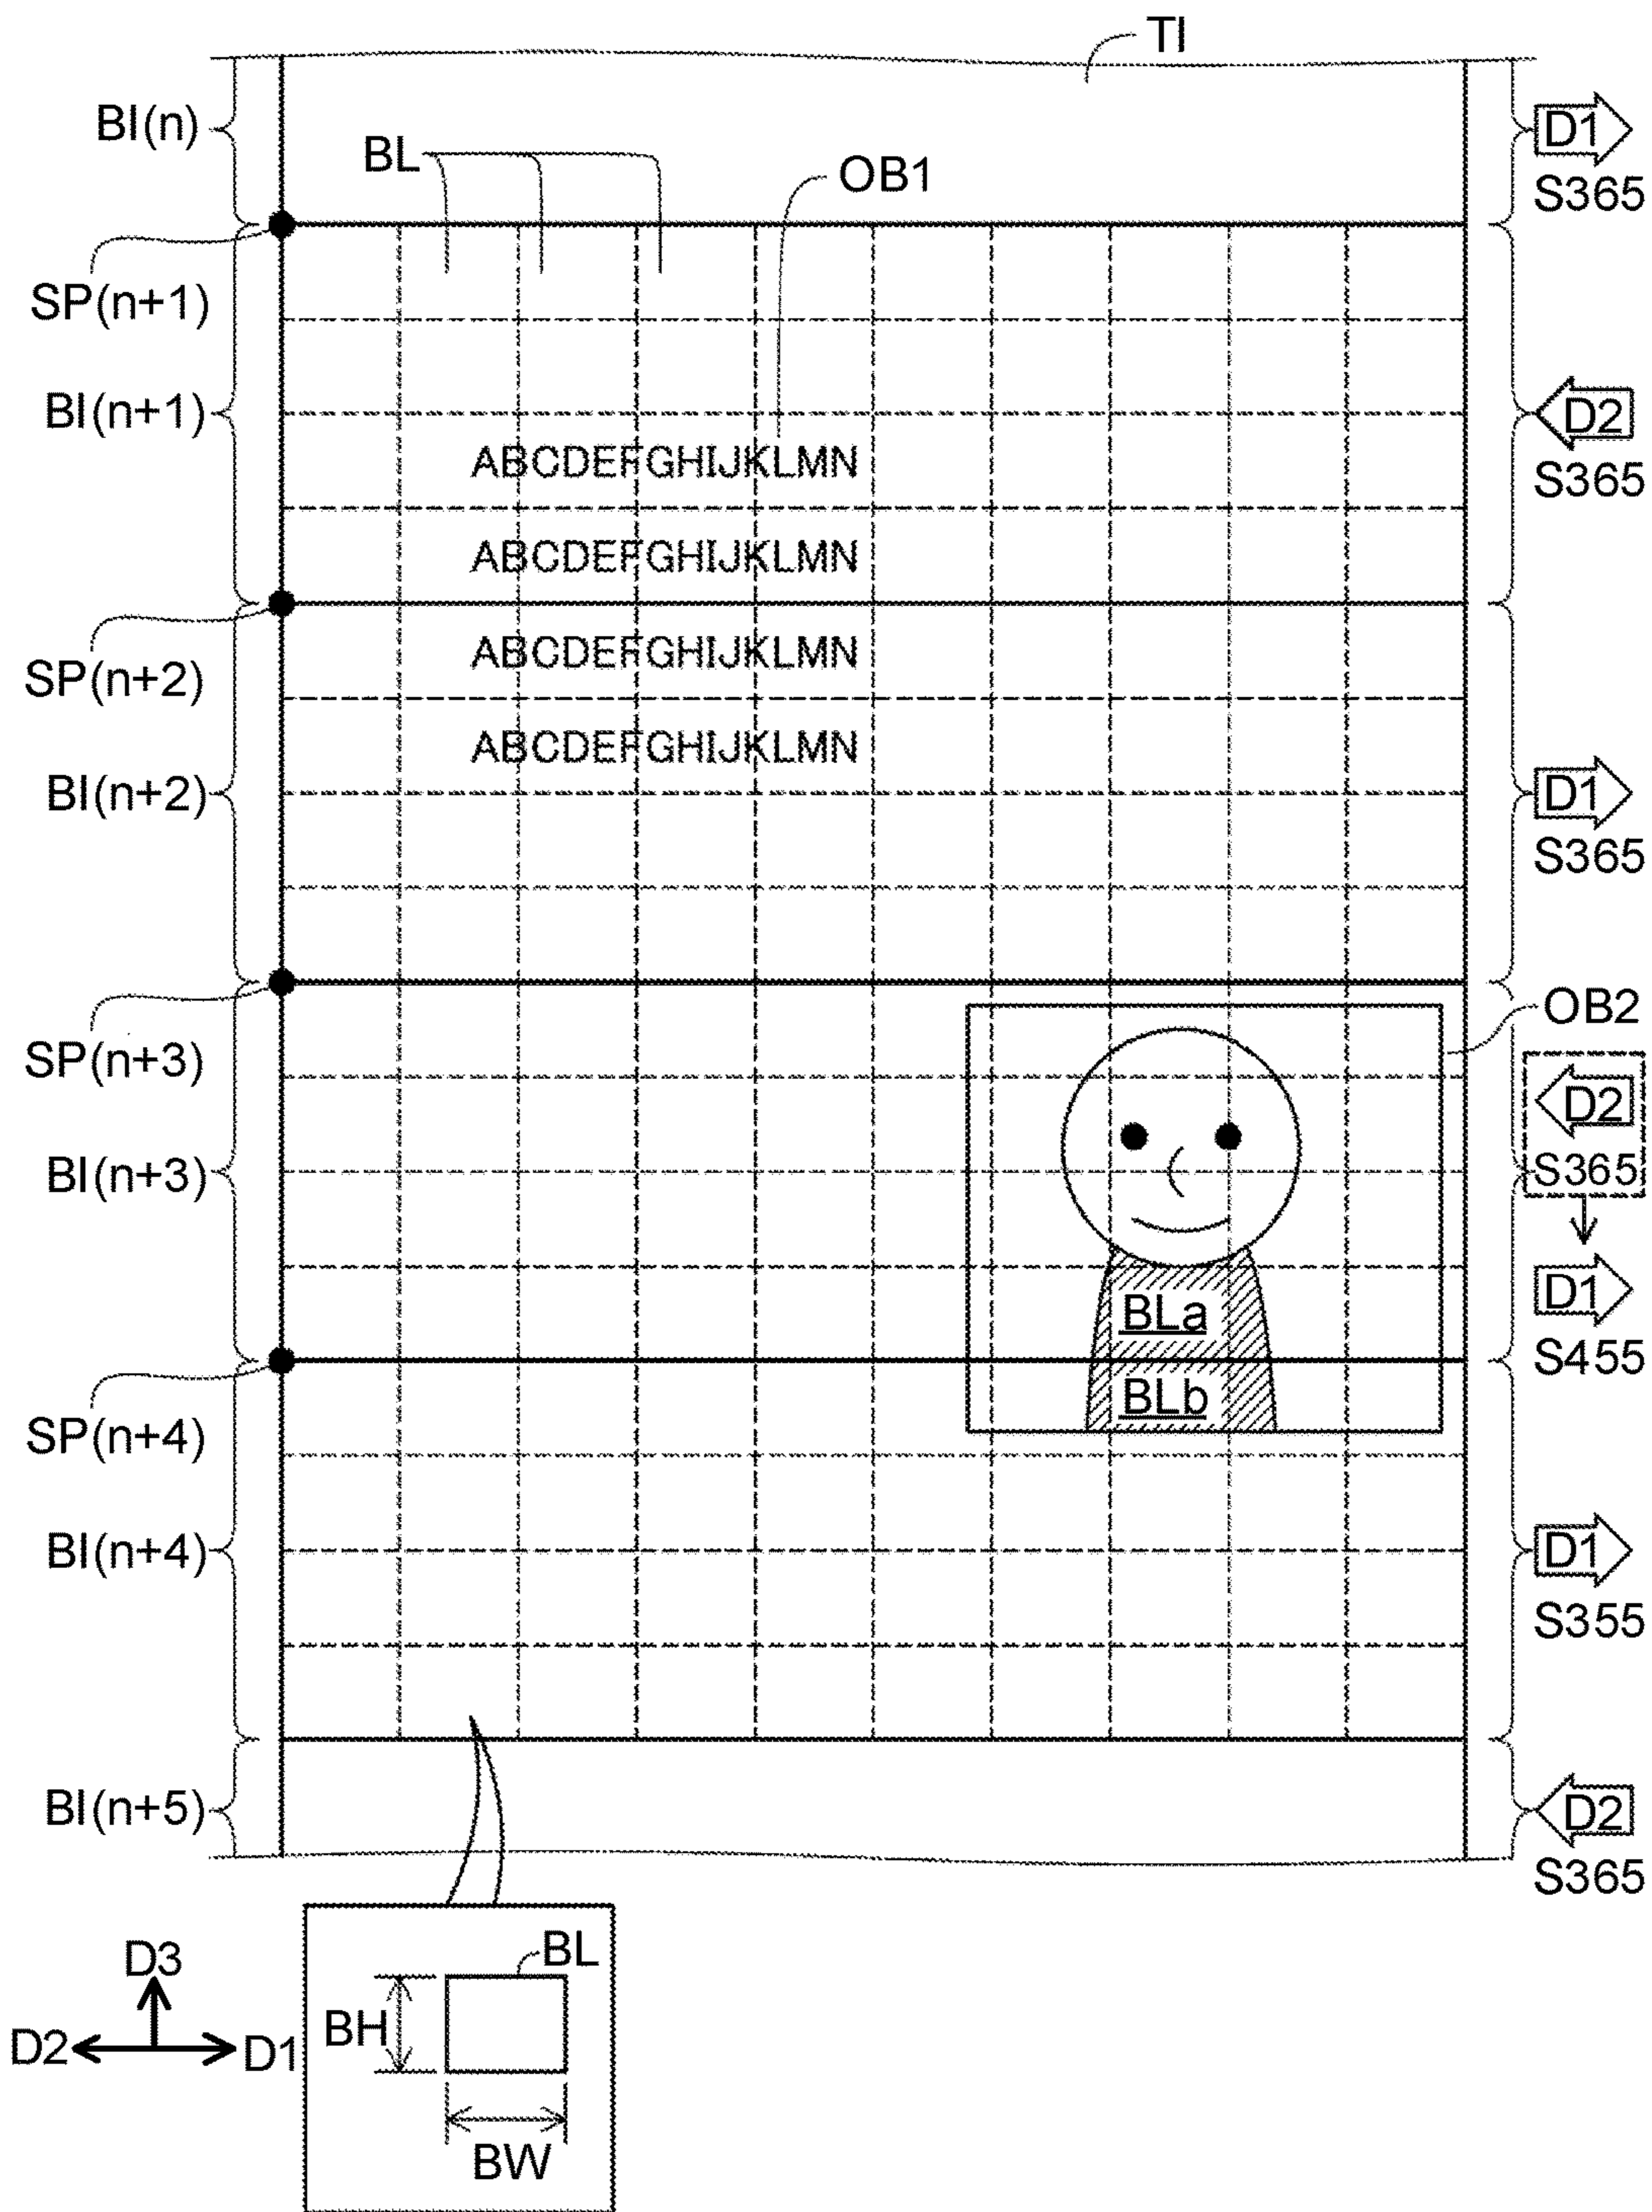 TI
BI(n)
D1
BL
OB1
S365
SP(n+1)
BI(n+1)
D2
ABCDEFGHIJKLMN
S365
ABCDEFGHIJKLMN
ABCDEFGHIJKLMN
SP(n+2)
ABCDEFGHIJKLMN
BI(n+2)
D1
S365
OB2
SP(n+3)
D2
BI(n+3)
S365
D1
BLa
S455
BLb
SP(n+4)
BI(n+4)
D1
S355
BI(n+5)
D2
S365
D3
BL
BH
D2
D1
BW